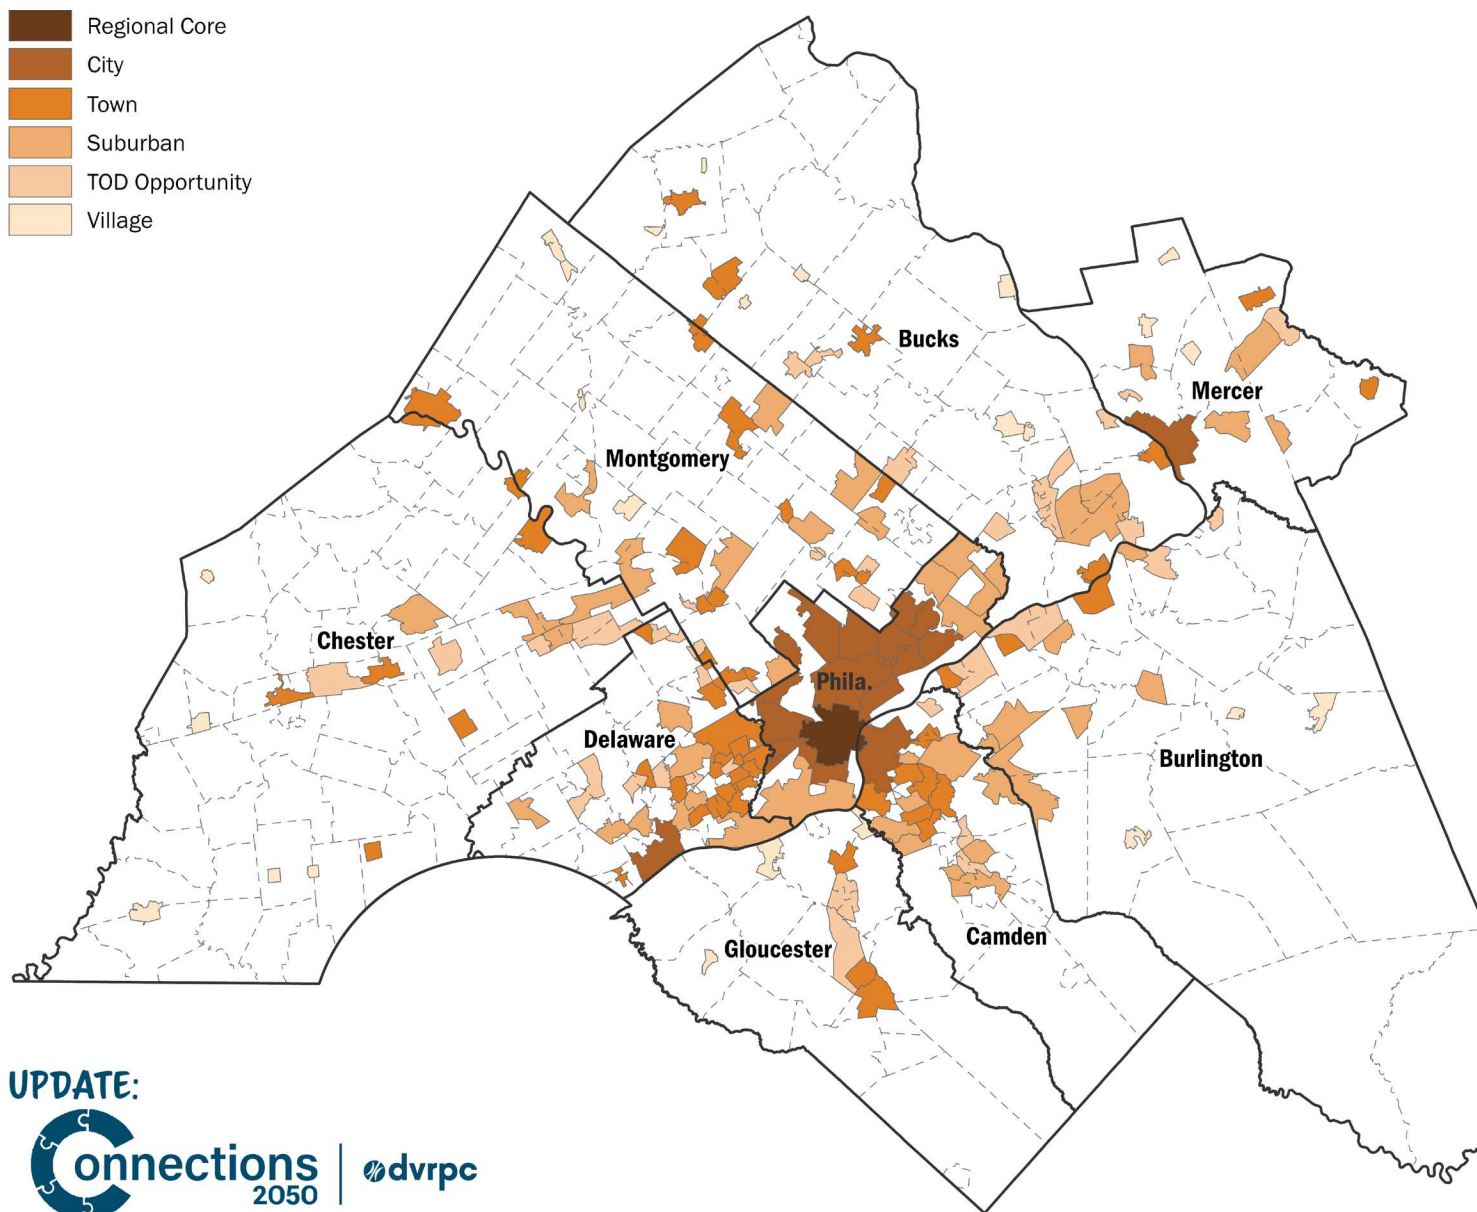 Regional Core
City
Town
Suburban
TOD Opportunity
Village
Bucks
Mercer
Montgomery
Chester
Phila.
Delaware
Burlington
Gloucester
Camden
UPDATE:
Connections
2050
dvrpc